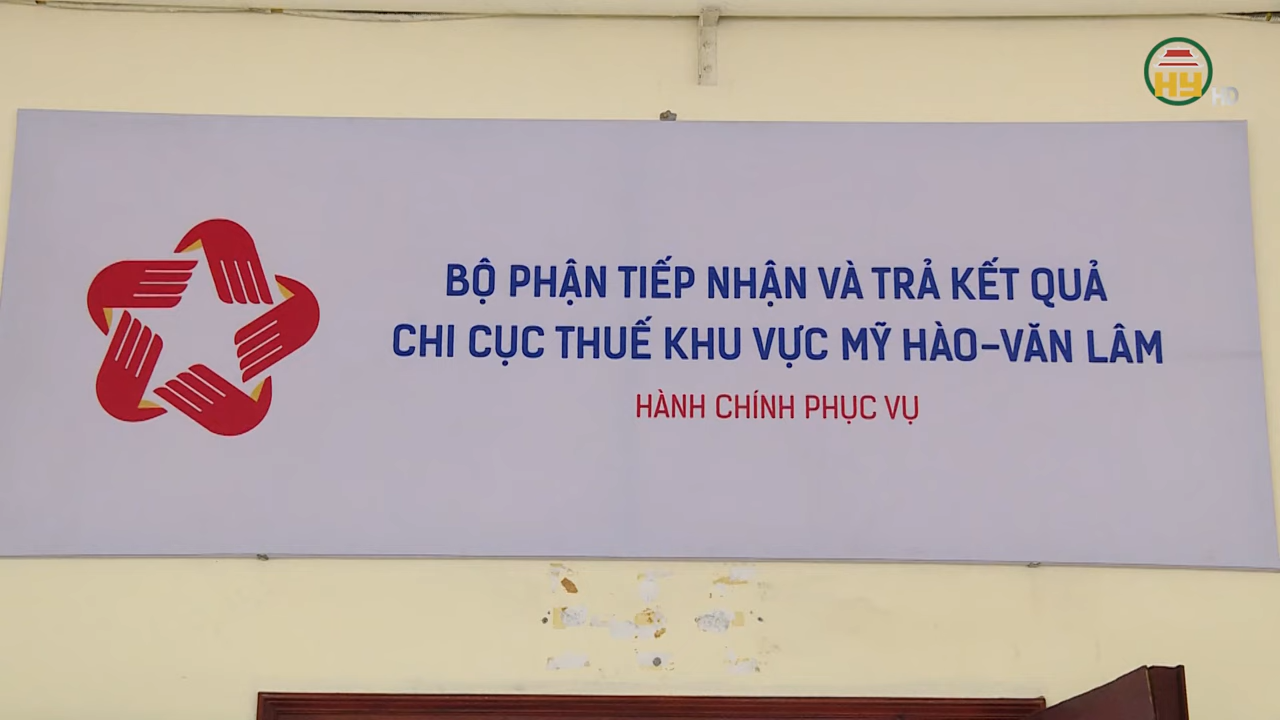 HY HD
BỘ PHẬN TIẾP NHẬN VÀ TRẢ KẾT QUẢ
CHI CỤC THUẾ KHU VỰC MỸ HÀO-VĂN LÂM
HÀNH CHÍNH PHỤC VỤ